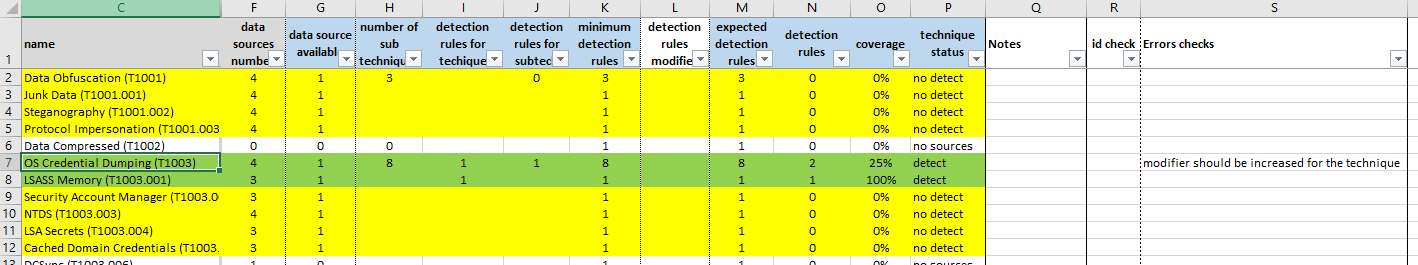 C F G H I J K L M N O P Q R S
1 name data sources numbe data source availabl number of sub techniqu detection rules for techique detection rules for subtec minimum detection rules detection rules modifie expected detection rules detection rules coverage technique status Notes id check Errors checks
2 Data Obfuscation (T1001) 4 1 3 0 3 3 0 0% no detect
3 Junk Data (T1001.001) 4 1 1 1 0 0% no detect
4 Steganography (T1001.002) 4 1 1 1 0 0% no detect
5 Protocol Impersonation (T1001.003 4 1 1 1 0 0% no detect
6 Data Compressed (T1002) 0 0 0 1 1 0 0% no sources
7 OS Credential Dumping (T1003) 4 1 8 1 1 8 8 2 25% detect modifier should be increased for the technique
8 LSASS Memory (T1003.001) 3 1 1 1 1 1 100% detect
9 Security Account Manager (T1003.0 3 1 1 1 0 0% no detect
10 NTDS (T1003.003) 4 1 1 1 0 0% no detect
11 LSA Secrets (T1003.004) 3 1 1 1 0 0% no detect
12 Cached Domain Credentials (T1003. 3 1 1 1 0 0% no detect
13 DCSync (T1003.006) 1 0 1 1 0 0% no sources